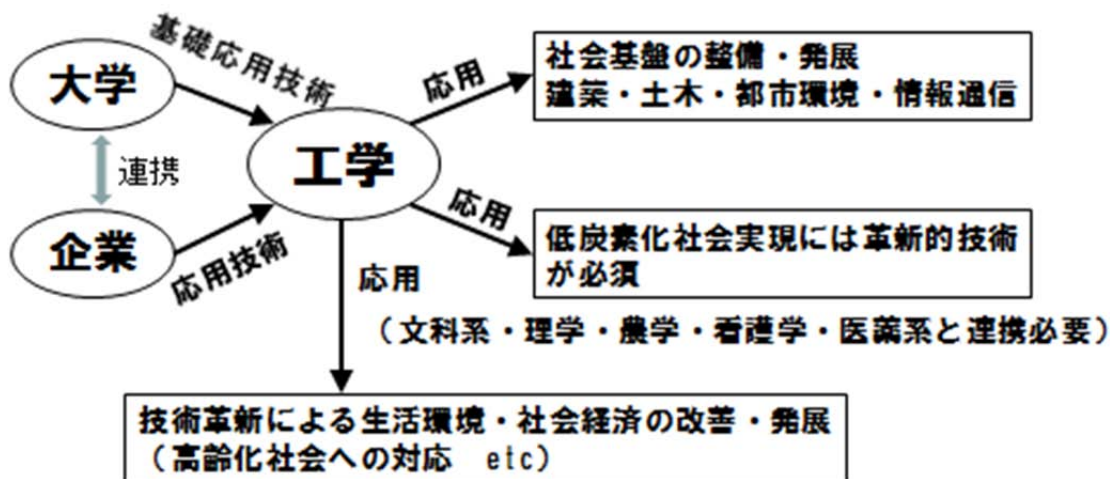 大学
基礎応用技術
連携
企業
応用技術
工学
応用
社会基盤の整備・発展
建築・土木・都市環境・情報通信
応用
低炭素化社会実現には革新的技術
が必須
応用
（文科系・理学・農学・看護学・医薬系と連携必要）
技術革新による生活環境・社会経済の改善・発展
（高齢化社会への対応　etc）